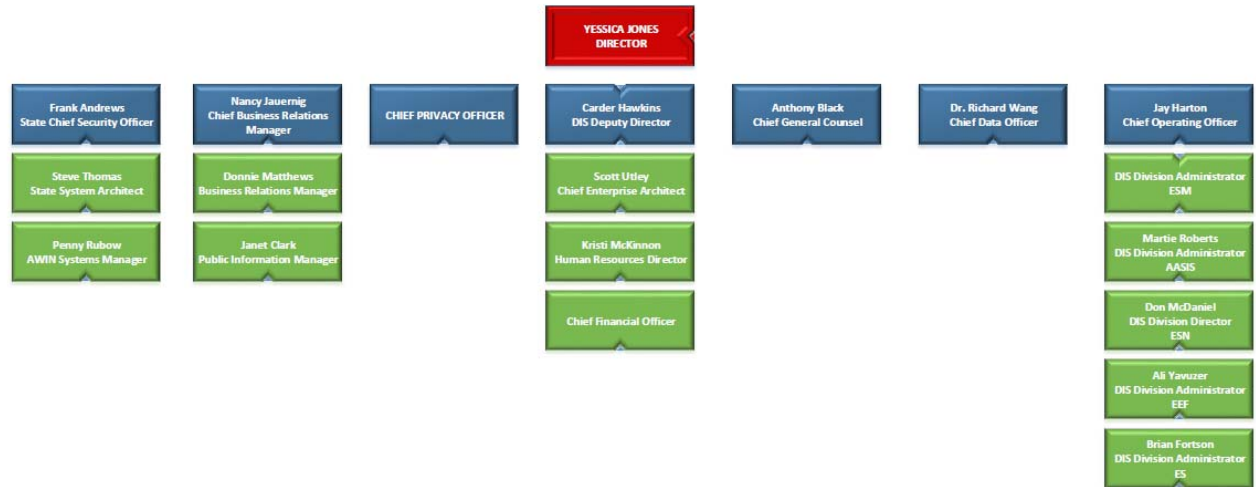 YESSICA JONES
DIRECTOR
Frank Andrews
State Chief Security Officer
Nancy Jauernig
Chief Business Relations
Manager
CHIEF PRIVACY OFFICER
Carder Hawkins
DIS Deputy Director
Anthony Black
Chief General Counsel
Dr. Richard Wang
Chief Data Officer
Jay Harton
Chief Operating Officer
Steve Thomas
State System Architect
Donnie Matthews
Business Relations Manager
Scott Utley
Chief Enterprise Architect
DIS Division Administrator
ESM
Penny Rubow
AWIN Systems Manager
Janet Clark
Public Information Manager
Kristi McKinnon
Human Resources Director
Martie Roberts
DIS Division Administrator
AASIS
Chief Financial Officer
Don McDaniel
DIS Division Director
ESN
Ali Yavuzer
DIS Division Administrator
EEF
Brian Fortson
DIS Division Administrator
ES